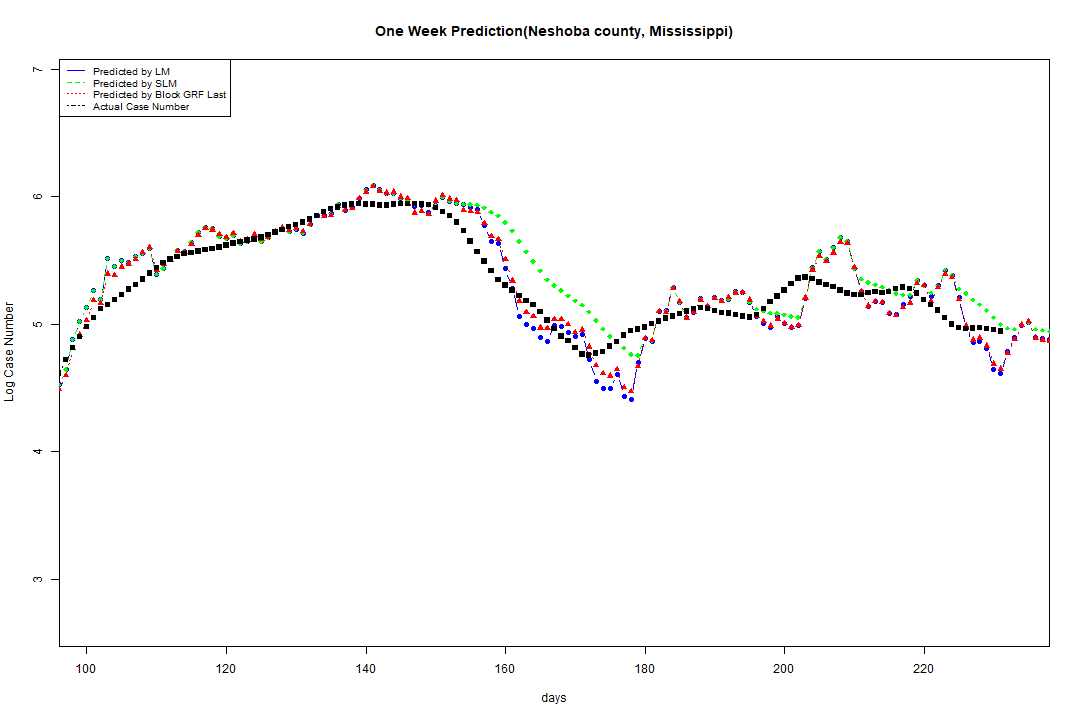 One Week Prediction(Neshoba county, Mississippi)
Predicted by LM
Predicted by SLM
Predicted by Block GRF Last
Actual Case Number
7
6
5
4
3
Log Case Number
100 120 140 160 180 200 220
days